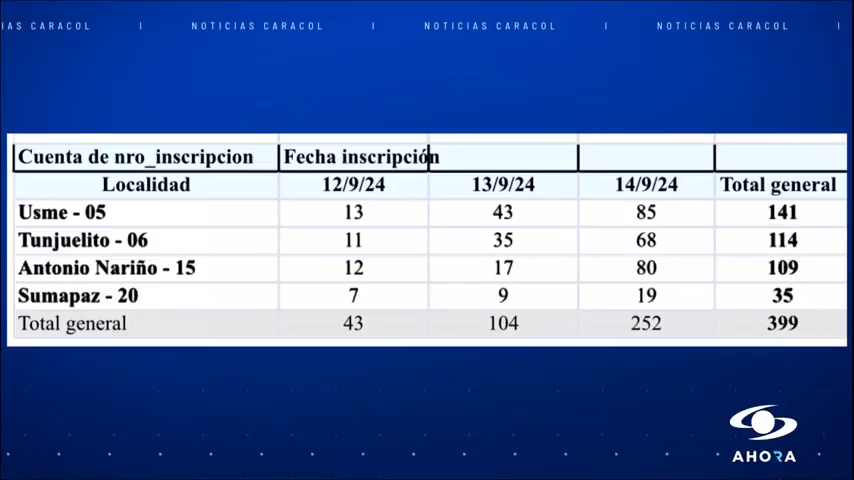 IAS CARACOL | NOTICIAS CARACOL | NOTICIAS CARACOL | NOTICIAS CARACOL |
Cuenta de nro_inscripcion Fecha inscripción
Localidad 12/9/24 13/9/24 14/9/24 Total general
Usme - 05 13 43 85 141
Tunjuelito - 06 11 35 68 114
Antonio Nariño - 15 12 17 80 109
Sumapaz - 20 7 9 19 35
Total general 43 104 252 399
AHORA